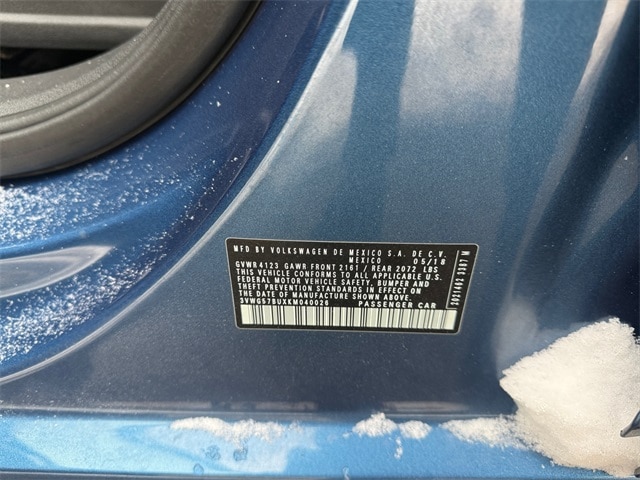 MFD BY VOLKSWAGEN DE MEXICO S.A. DE C.V.
MEXICO 05/18
GVWR 4123 GAWR FRONT 2161 / REAR 2072 LBS
THIS VEHICLE CONFORMS TO ALL APPLICABLE U.S.
FEDERAL MOTOR VEHICLE SAFETY, BUMPER AND
THEFT PREVENTION STANDARDS IN EFFECT ON
THE DATE OF MANUFACTURE SHOWN ABOVE.
3VWG57BUXKM040026 PASSENGER CAR